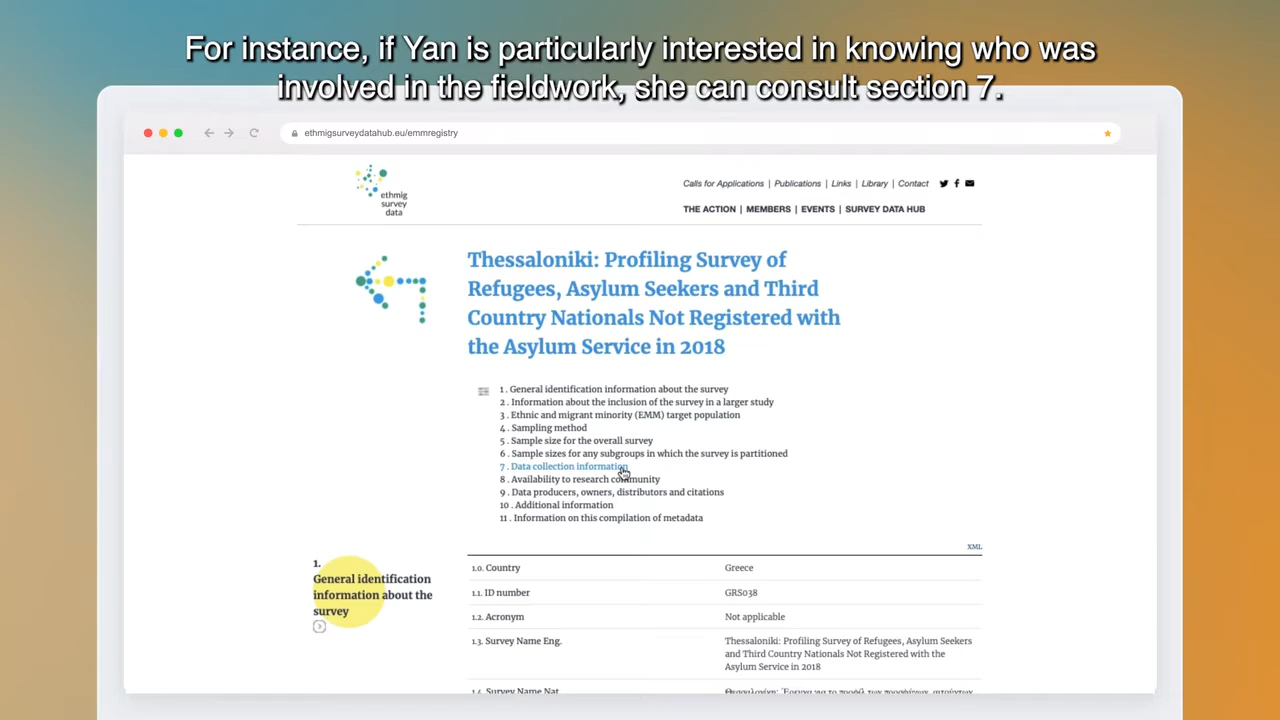 For instance, if Yan is particularly interested in knowing who was
involved in the fieldwork, she can consult section 7.
ethmigsurveydatahub.eu/emmregistry
ethmig
survey
data
Calls for Applications | Publications | Links | Library | Contact
THE ACTION | MEMBERS | EVENTS | SURVEY DATA HUB
Thessaloniki: Profiling Survey of
Refugees, Asylum Seekers and Third
Country Nationals Not Registered with
the Asylum Service in 2018
1 . General identification information about the survey
2 . Information about the inclusion of the survey in a larger study
3 . Ethnic and migrant minority (EMM) target population
4 . Sampling method
5 . Sample size for the overall survey
6 . Sample sizes for any subgroups in which the survey is partitioned
7 . Data collection information
8 . Availability to research community
9 . Data producers, owners, distributors and citations
10 . Additional information
11 . Information on this compilation of metadata
XML
1.
General identification
information about the
survey
1.0. Country Greece
1.1. ID number GRS038
1.2. Acronym Not applicable
1.3. Survey Name Eng. Thessaloniki: Profiling Survey of Refugees, Asylum Seekers
and Third Country Nationals Not Registered with the
Asylum Service in 2018
1.4. Survey Name Nat.